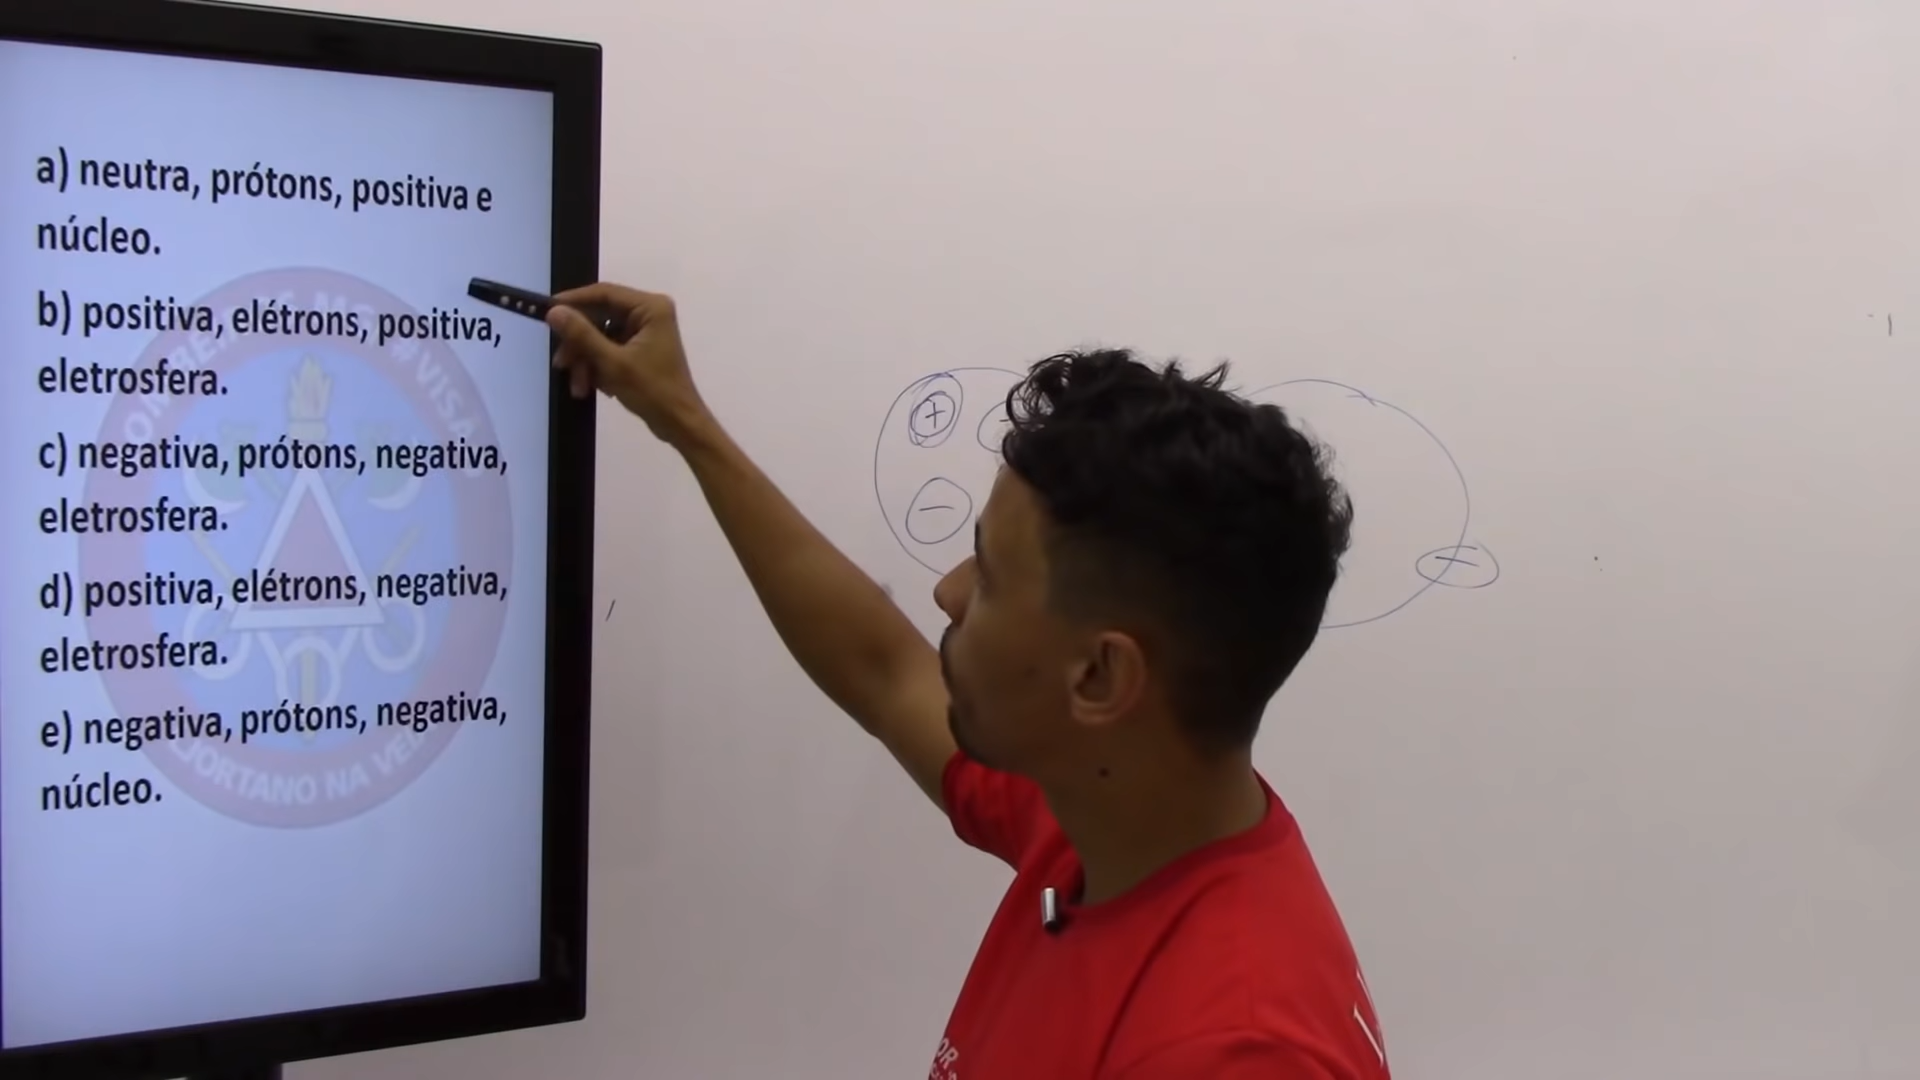 a) neutra, prótons, positiva e
núcleo.
b) positiva, elétrons, positiva,
eletrosfera.
c) negativa, prótons, negativa,
eletrosfera.
d) positiva, elétrons, negativa,
eletrosfera.
e) negativa, prótons, negativa,
núcleo.
+
−
−